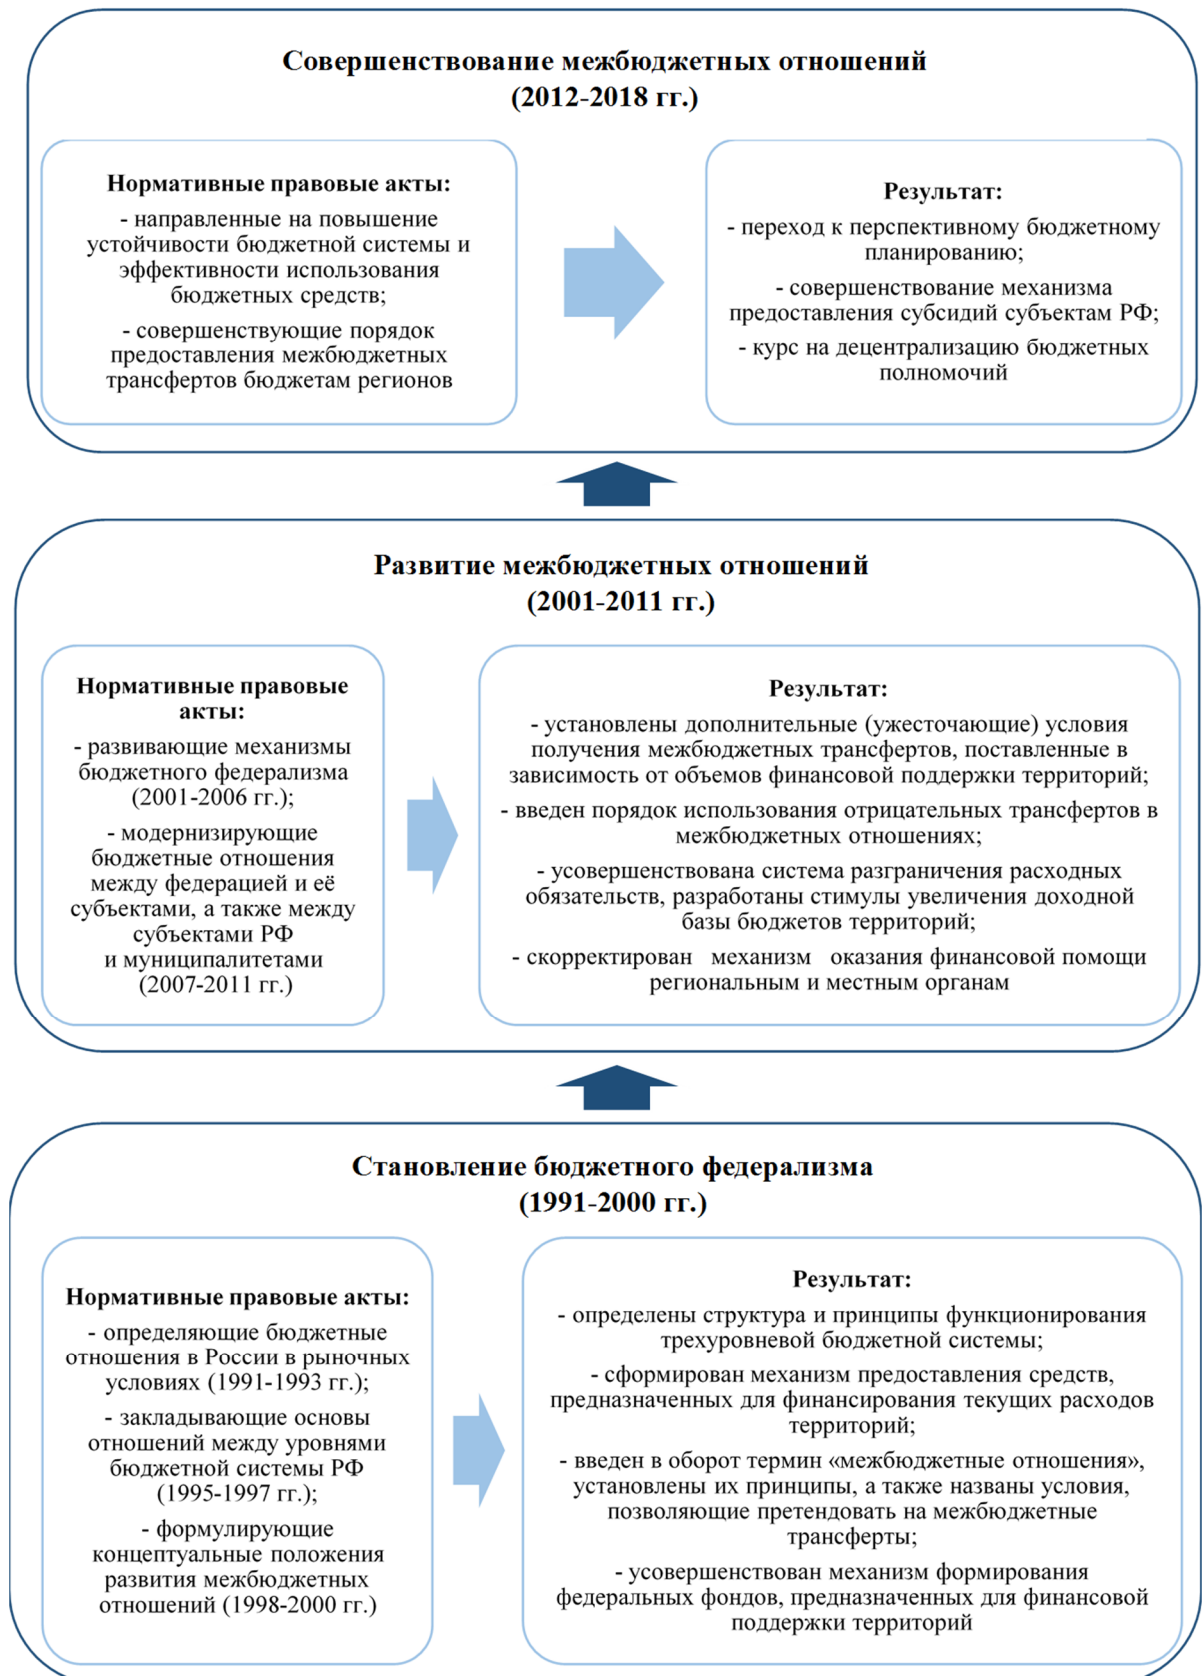 Совершенствование межбюджетных отношений
(2012-2018 гг.)
Нормативные правовые акты:
- направленные на повышение
устойчивости бюджетной системы и
эффективности использования
бюджетных средств;
- совершенствующие порядок
предоставления межбюджетных
трансфертов бюджетам регионов
Результат:
- переход к перспективному бюджетному
планированию;
- совершенствование механизма
предоставления субсидий субъектам РФ;
- курс на децентрализацию бюджетных
полномочий
Развитие межбюджетных отношений
(2001-2011 гг.)
Нормативные правовые
акты:
- развивающие механизмы
бюджетного федерализма
(2001-2006 гг.);
- модернизирующие
бюджетные отношения
между федерацией и её
субъектами, а также между
субъектами РФ
и муниципалитетами
(2007-2011 гг.)
Результат:
- установлены дополнительные (ужесточающие) условия
получения межбюджетных трансфертов, поставленные в
зависимость от объемов финансовой поддержки территорий;
- введен порядок использования отрицательных трансфертов в
межбюджетных отношениях;
- усовершенствована система разграничения расходных
обязательств, разработаны стимулы увеличения доходной
базы бюджетов территорий;
- скорректирован механизм оказания финансовой помощи
региональным и местным органам
Становление бюджетного федерализма
(1991-2000 гг.)
Нормативные правовые акты:
- определяющие бюджетные
отношения в России в рыночных
условиях (1991-1993 гг.);
- закладывающие основы
отношений между уровнями
бюджетной системы РФ
(1995-1997 гг.);
- формулирующие
концептуальные положения
развития межбюджетных
отношений (1998-2000 гг.)
Результат:
- определены структура и принципы функционирования
трехуровневой бюджетной системы;
- сформирован механизм предоставления средств,
предназначенных для финансирования текущих расходов
территорий;
- введен в оборот термин «межбюджетные отношения»,
установлены их принципы, а также названы условия,
позволяющие претендовать на межбюджетные
трансферты;
- усовершенствован механизм формирования
федеральных фондов, предназначенных для финансовой
поддержки территорий